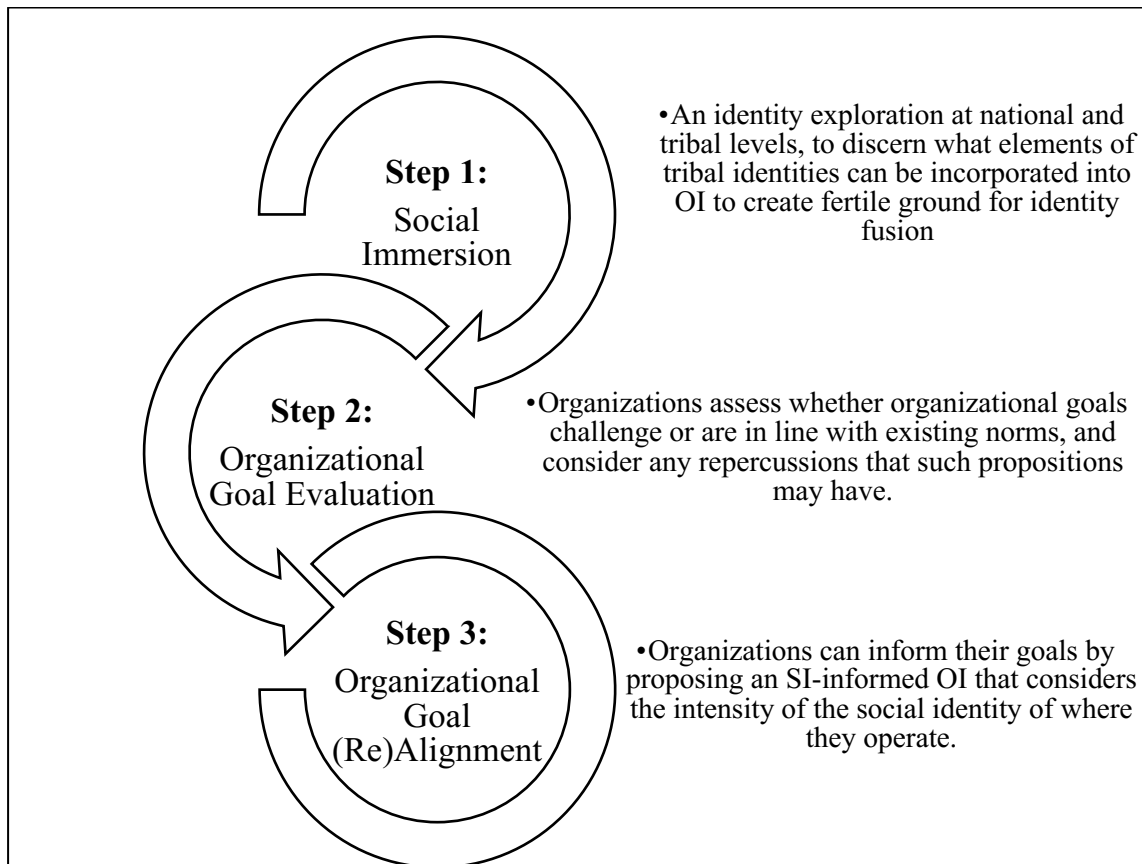 Step 1:
Social
Immersion
•An identity exploration at national and
tribal levels, to discern what elements of
tribal identities can be incorporated into
OI to create fertile ground for identity
fusion
Step 2:
Organizational
Goal Evaluation
•Organizations assess whether organizational goals
challenge or are in line with existing norms, and
consider any repercussions that such propositions
may have.
Step 3:
Organizational
Goal
(Re)Alignment
•Organizations can inform their goals by
proposing an SI-informed OI that considers
the intensity of the social identity of where
they operate.